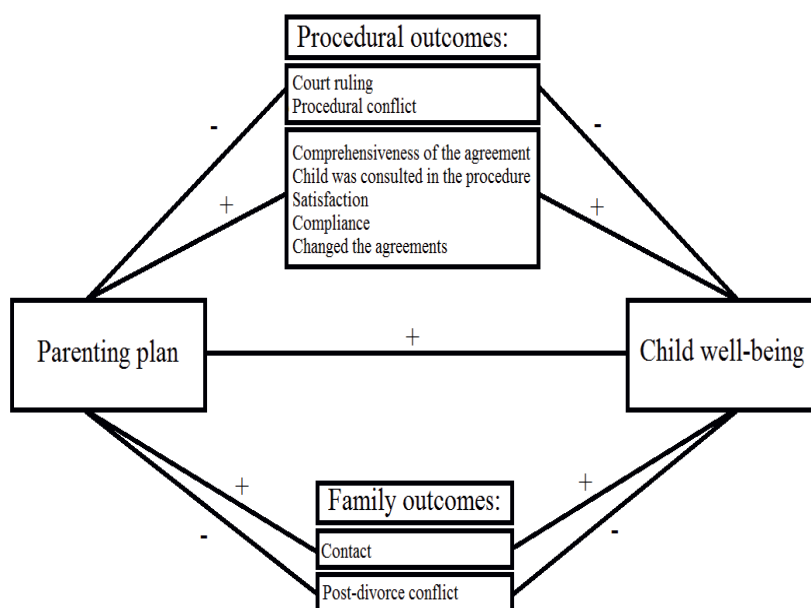 Procedural outcomes:
Court ruling
Procedural conflict
-
-
Comprehensiveness of the agreement
Child was consulted in the procedure
Satisfaction
Compliance
Changed the agreements
+
+
Parenting plan
+
Child well-being
+
+
Family outcomes:
-
-
Contact
Post-divorce conflict